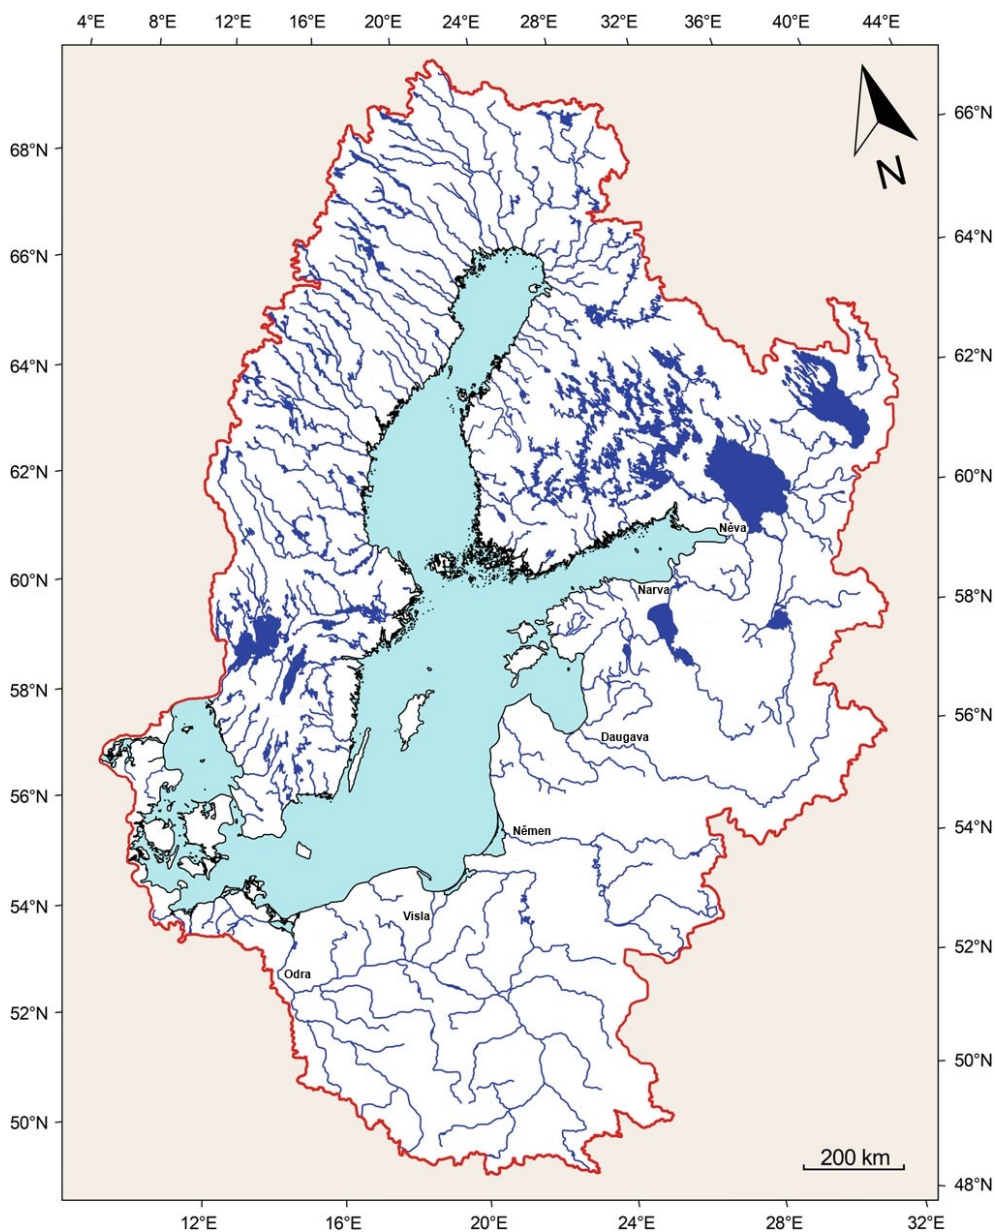 4°E 8°E 12°E 16°E 20°E 24°E 28°E 32°E 36°E 40°E 44°E
66°N
68°N
N
64°N
66°N
62°N
64°N
60°N
62°N
Něva
60°N
Narva
58°N
58°N
Daugava
56°N
56°N
Němen
54°N
54°N
Visla
52°N
Odra
52°N
50°N
50°N
200 km
48°N
12°E 16°E 20°E 24°E 28°E 32°E